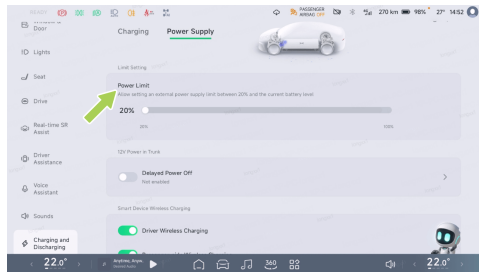 READY
PASSENGER
AIRBAG OFF
270 km
98%
27°
14:52
Door
Charging
Power Supply
Lights
Limit Setting
Seat
Power Limit
Allow setting an external power supply limit between 20% and the current battery level.
20%
Drive
20%
100%
Real-time SR
Assist
12V Power in Trunk
Driver
Assistance
Delayed Power Off
Not enabled
Voice
Assistant
Smart Device Wireless Charging
Sounds
Driver Wireless Charging
Charging and
Discharging
22.0°
360
22.0°